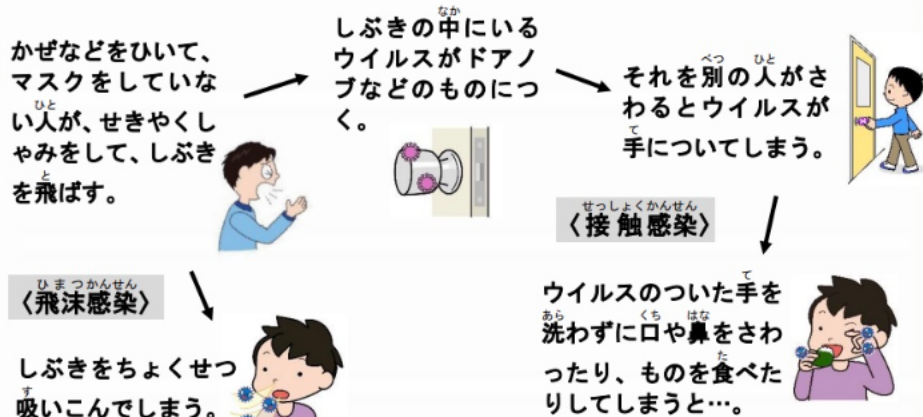 かぜなどをひいて、
マスクをしていな
い人が、せきやくし
ゃみをして、しぶき
を飛ばす。
しぶきの中にいる
ウイルスがドアノ
ブなどのものにつ
く。
それを別の人がさ
わるとウイルスが
手についてしまう。
〈接触感染〉
ウイルスのついた手を
洗わずに口や鼻をさわ
ったり、ものを食べた
りしてしまうと…。
〈飛沫感染〉
しぶきをちょくせつ
吸いこんでしまう。